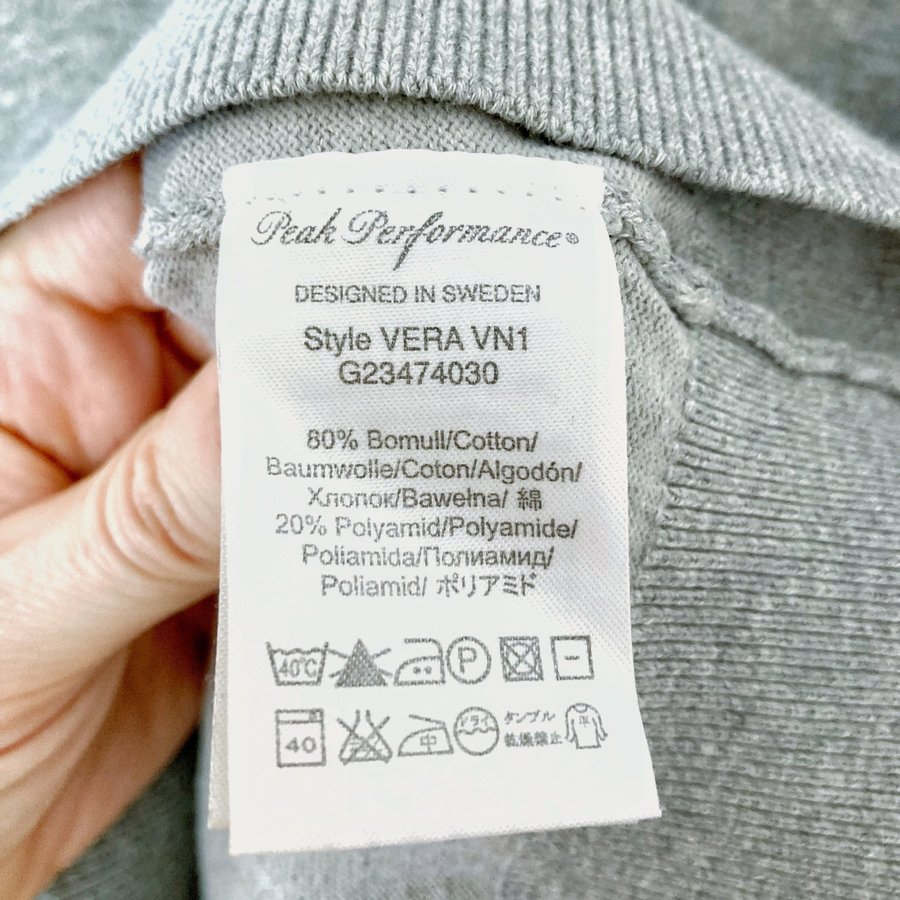 Peak Performance®
DESIGNED IN SWEDEN
Style VERA VN1
G23474030
80% Bomull/Cotton/
Baumwolle/Coton/Algodón/
Хлопок/Bawełna/ 綿
20% Polyamid/Polyamide/
Poliamida/Полиамид/
Poliamid/ ポリアミド
40°C P
40 中 ドライ タンブル 平
乾燥禁止